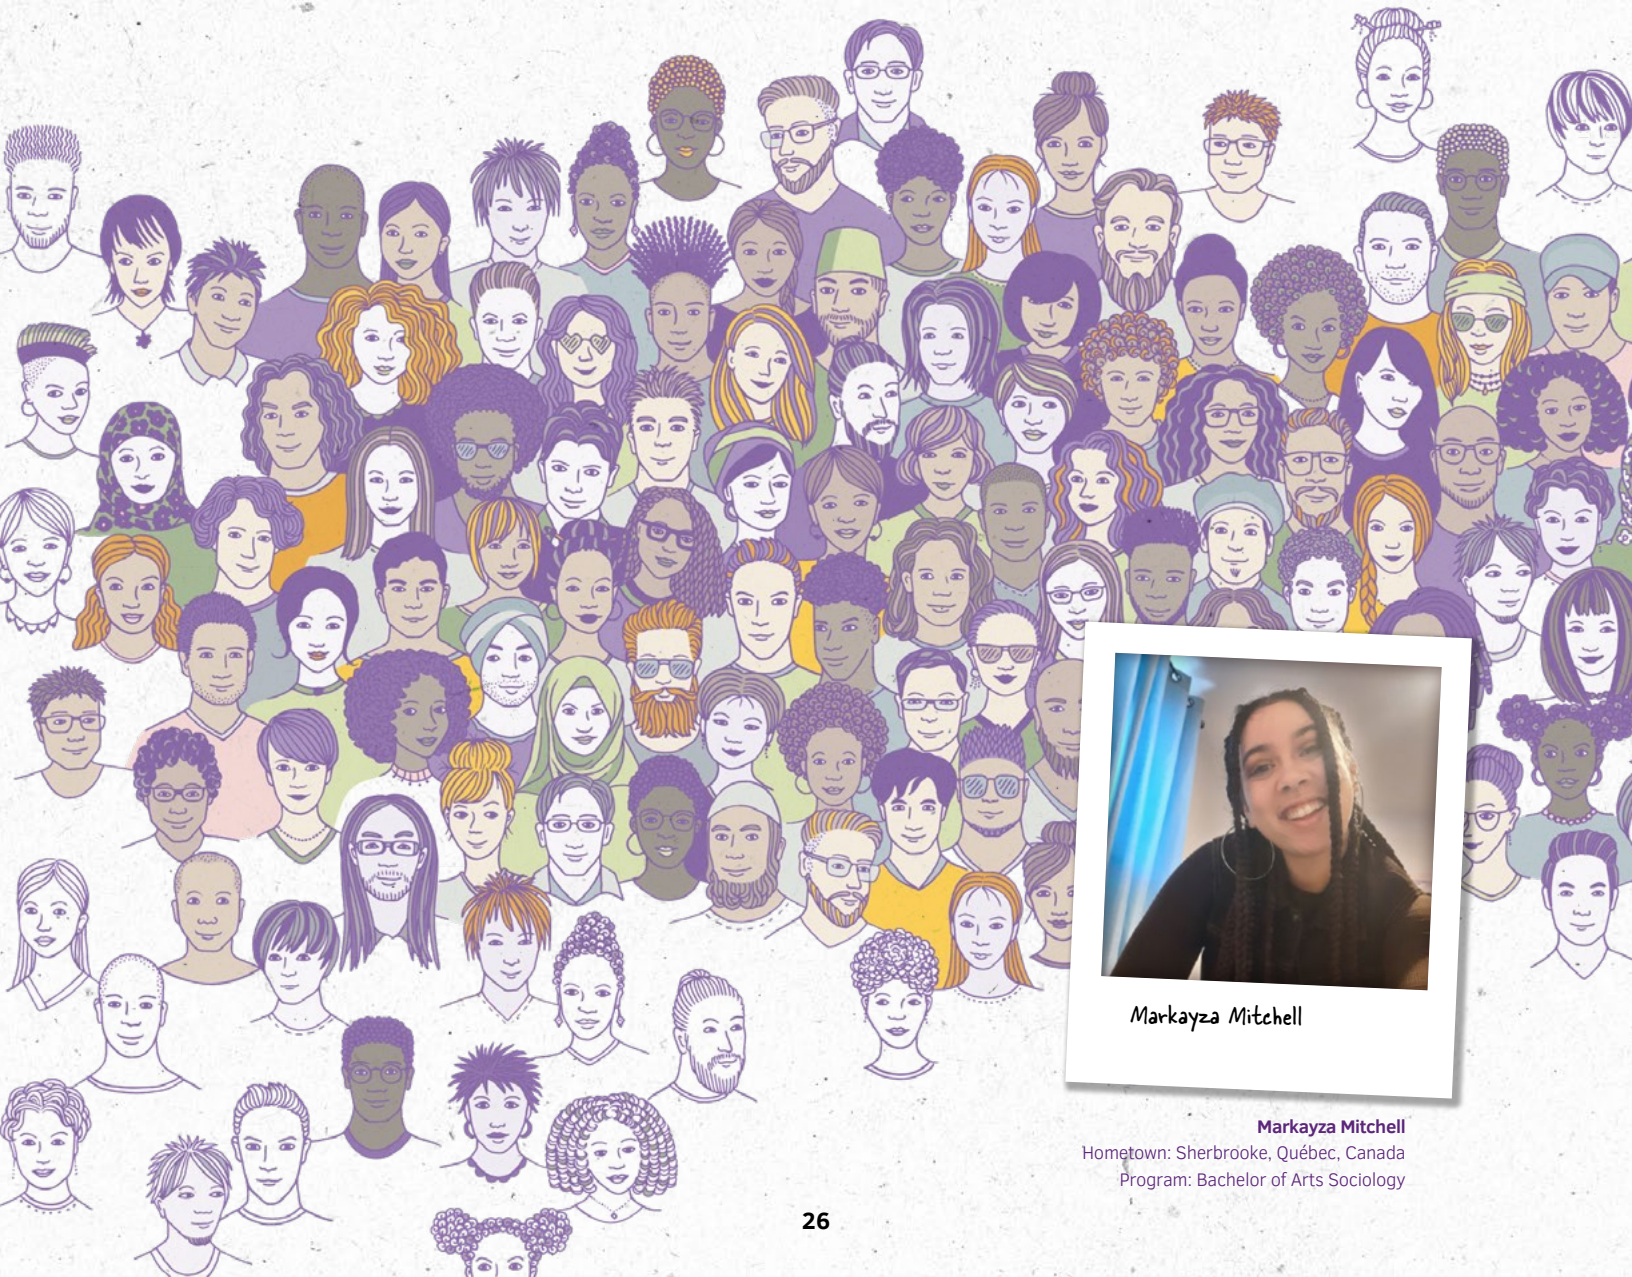 Markayza Mitchell
Markayza Mitchell
Hometown: Sherbrooke, Québec, Canada
Program: Bachelor of Arts Sociology
26